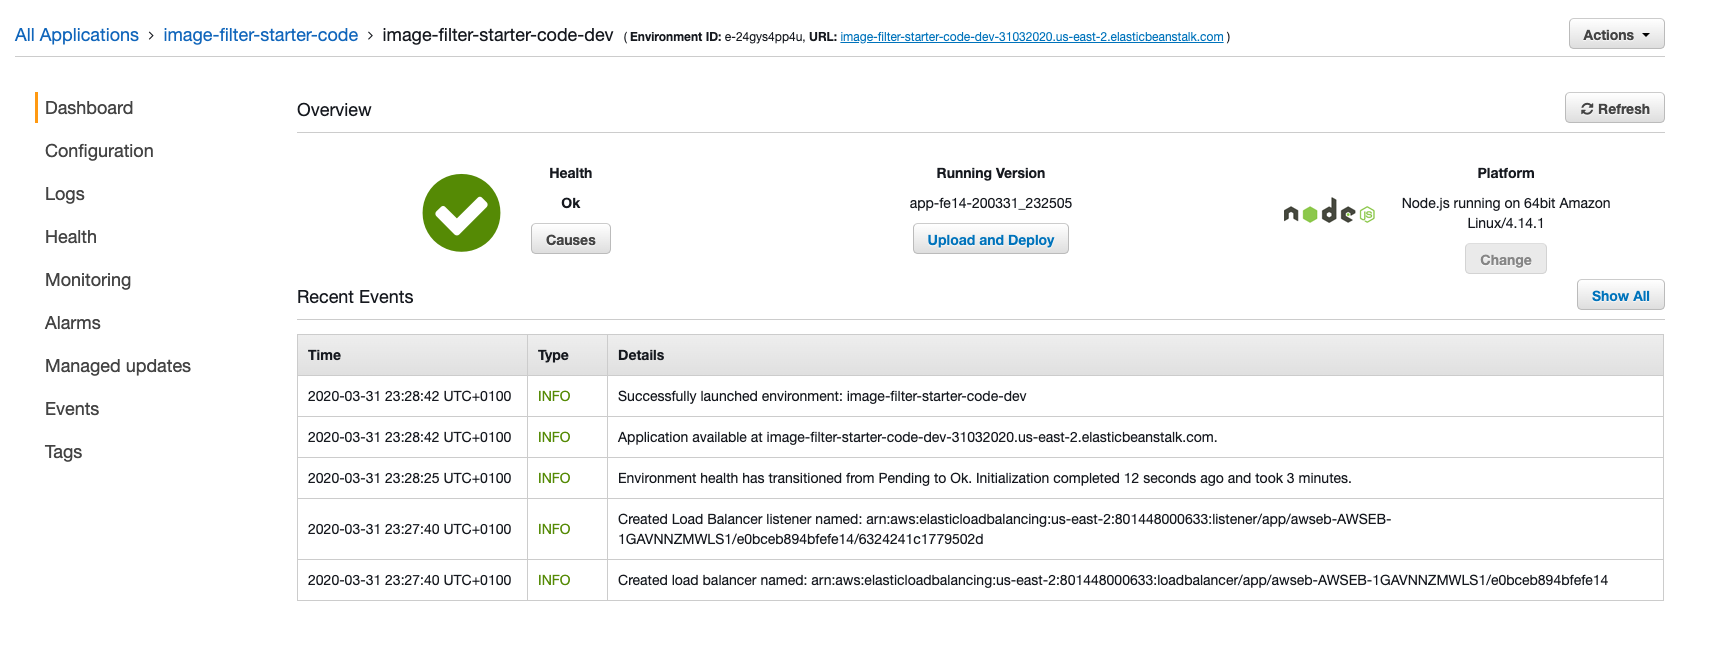 All Applications › image-filter-starter-code › image-filter-starter-code-dev ( Environment ID: e-24gys4pp4u, URL: image-filter-starter-code-dev-31032020.us-east-2.elasticbeanstalk.com )
Actions
Dashboard
Configuration
Logs
Health
Monitoring
Alarms
Managed updates
Events
Tags
Overview
Refresh
Health
Ok
Causes
Running Version
app-fe14-200331_232505
Upload and Deploy
node JS
Platform
Node.js running on 64bit Amazon
Linux/4.14.1
Change
Recent Events
Show All
Time Type Details
2020-03-31 23:28:42 UTC+0100 INFO Successfully launched environment: image-filter-starter-code-dev
2020-03-31 23:28:42 UTC+0100 INFO Application available at image-filter-starter-code-dev-31032020.us-east-2.elasticbeanstalk.com.
2020-03-31 23:28:25 UTC+0100 INFO Environment health has transitioned from Pending to Ok. Initialization completed 12 seconds ago and took 3 minutes.
2020-03-31 23:27:40 UTC+0100 INFO Created Load Balancer listener named: arn:aws:elasticloadbalancing:us-east-2:801448000633:listener/app/awseb-AWSEB-
1GAVNNZMWLS1/e0bceb894bfefe14/6324241c1779502d
2020-03-31 23:27:40 UTC+0100 INFO Created load balancer named: arn:aws:elasticloadbalancing:us-east-2:801448000633:loadbalancer/app/awseb-AWSEB-1GAVNNZMWLS1/e0bceb894bfefe14